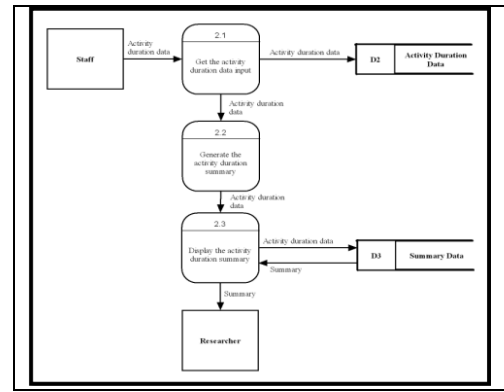 Staff
Activity
duration data
2.1
Get the activity
duration data input
Activity duration data
D2
Activity Duration
Data
Activity duration
data
2.2
Generate the
activity duration
summary
Activity duration
data
2.3
Display the activity
duration summary
Activity duration data
Summary
D3
Summary Data
Summary
Researcher